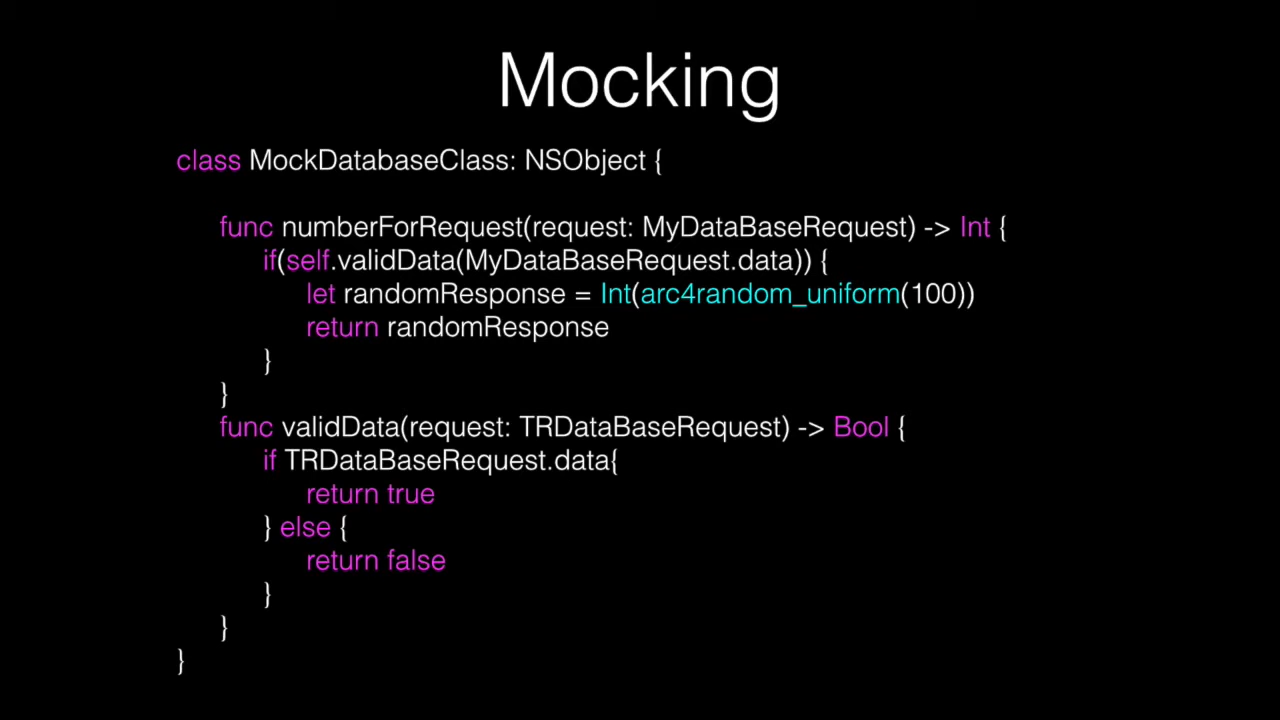 Mocking
class MockDatabaseClass: NSObject {
func numberForRequest(request: MyDataBaseRequest) -> Int {
if(self.validData(MyDataBaseRequest.data)) {
let randomResponse = Int(arc4random_uniform(100))
return randomResponse
}
}
func validData(request: TRDataBaseRequest) -> Bool {
if TRDataBaseRequest.data{
return true
} else {
return false
}
}
}